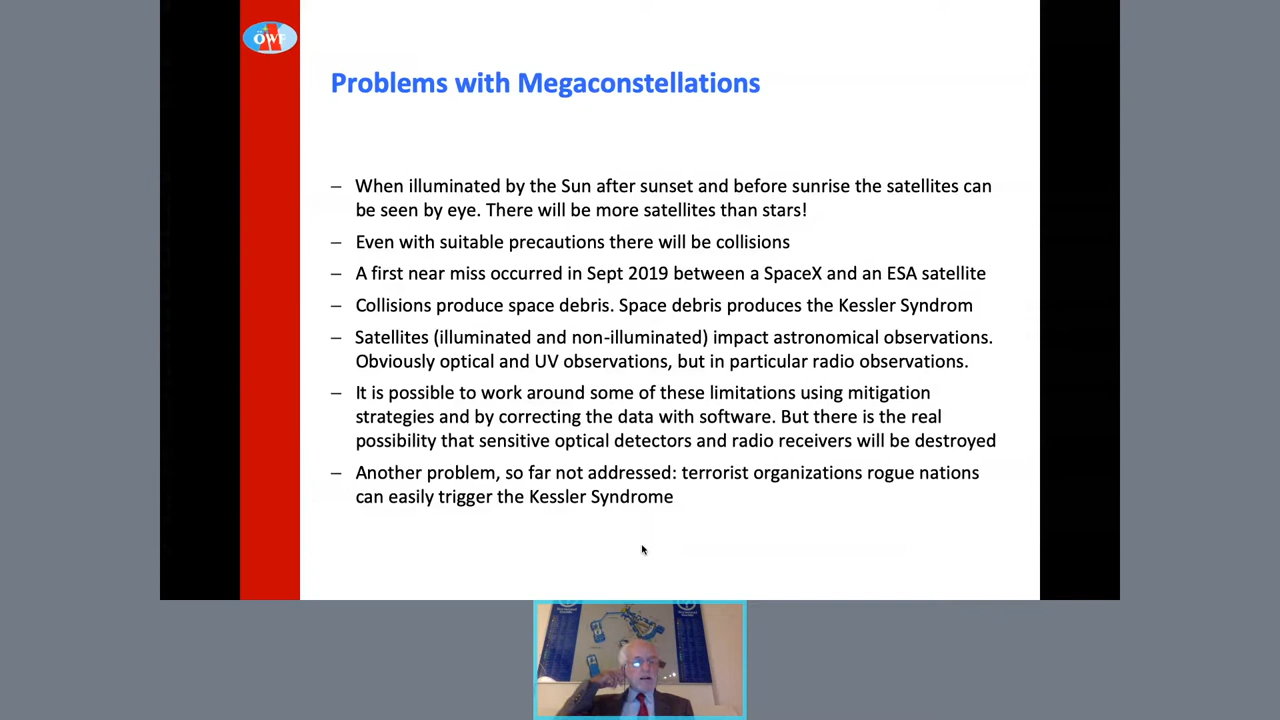 ÖWF
Problems with Megaconstellations
– When illuminated by the Sun after sunset and before sunrise the satellites can
be seen by eye. There will be more satellites than stars!
– Even with suitable precautions there will be collisions
– A first near miss occurred in Sept 2019 between a SpaceX and an ESA satellite
– Collisions produce space debris. Space debris produces the Kessler Syndrom
– Satellites (illuminated and non-illuminated) impact astronomical observations.
Obviously optical and UV observations, but in particular radio observations.
– It is possible to work around some of these limitations using mitigation
strategies and by correcting the data with software. But there is the real
possibility that sensitive optical detectors and radio receivers will be destroyed
– Another problem, so far not addressed: terrorist organizations rogue nations
can easily trigger the Kessler Syndrome